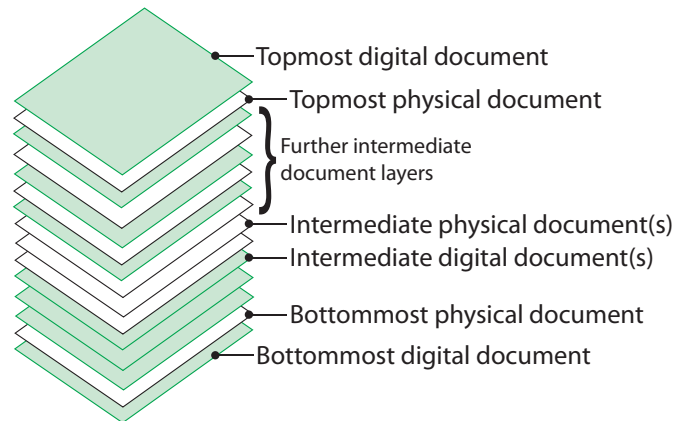 Topmost digital document
Topmost physical document
Further intermediate
document layers
Intermediate physical document(s)
Intermediate digital document(s)
Bottommost physical document
Bottommost digital document